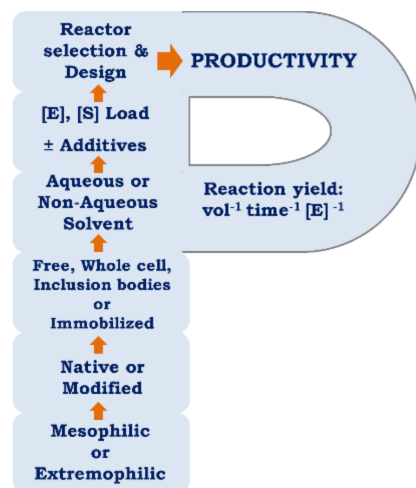 Reactor
selection &
Design
PRODUCTIVITY
[E], [S] Load
± Additives
Aqueous or
Non-Aqueous
Solvent
Reaction yield:
vol⁻¹ time⁻¹ [E] ⁻¹
Free, Whole cell,
Inclusion bodies
or
Immobilized
Native or
Modified
Mesophilic
or
Extremophilic